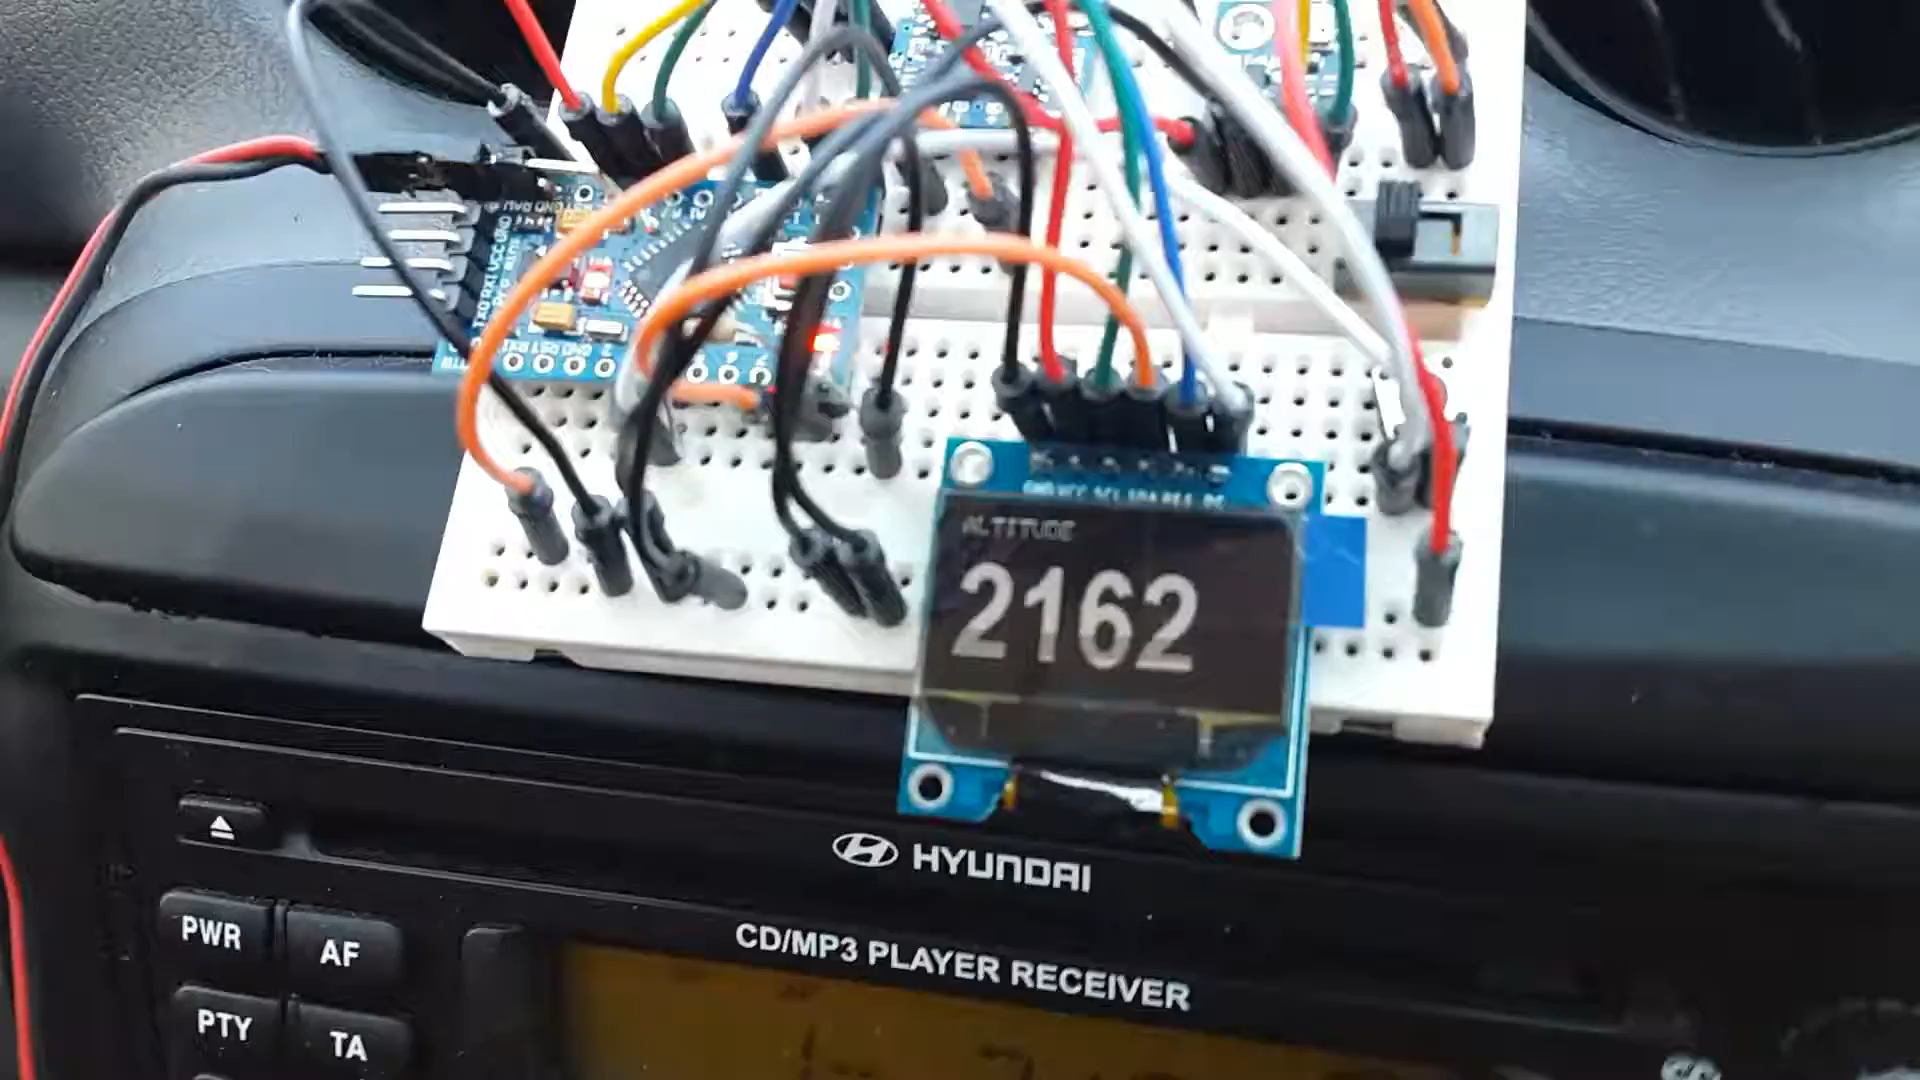 ALTITUDE
2162
HYUNDAI
CD/MP3 PLAYER RECEIVER
PWR
AF
PTY
TA